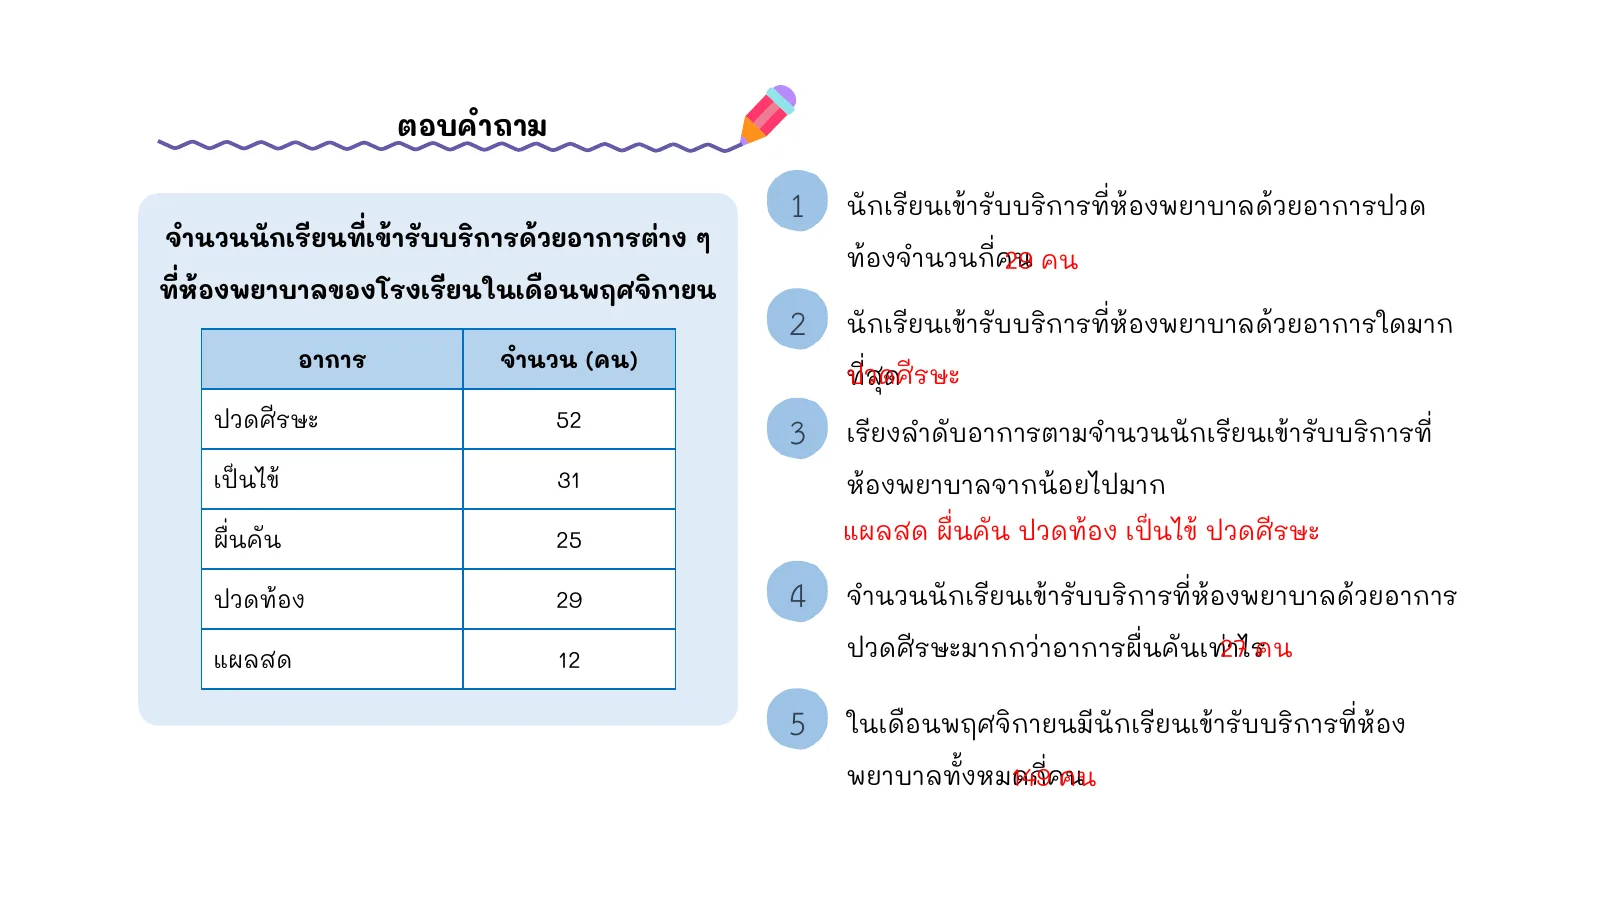 ตอบคำถาม
จำนวนนักเรียนที่เข้ารับบริการด้วยอาการต่าง ๆ
ที่ห้องพยาบาลของโรงเรียนในเดือนพฤศจิกายน
อาการ จำนวน (คน)
ปวดศีรษะ 52
เป็นไข้ 31
ผื่นคัน 25
ปวดท้อง 29
แผลสด 12
1 นักเรียนเข้ารับบริการที่ห้องพยาบาลด้วยอาการปวด
ท้องจำนวนกี่คน 29 คน
2 นักเรียนเข้ารับบริการที่ห้องพยาบาลด้วยอาการใดมาก
ที่สุด ปวดศีรษะ
3 เรียงลำดับอาการตามจำนวนนักเรียนเข้ารับบริการที่
ห้องพยาบาลจากน้อยไปมาก
แผลสด ผื่นคัน ปวดท้อง เป็นไข้ ปวดศีรษะ
4 จำนวนนักเรียนเข้ารับบริการที่ห้องพยาบาลด้วยอาการ
ปวดศีรษะมากกว่าอาการผื่นคันเท่าไร 27 คน
5 ในเดือนพฤศจิกายนมีนักเรียนเข้ารับบริการที่ห้อง
พยาบาลทั้งหมดกี่คน 149 คน